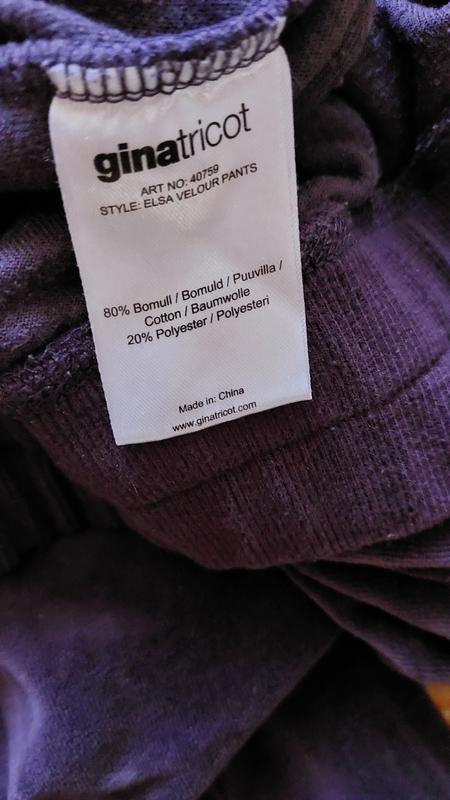 ginatricot
ART NO: 40759
STYLE: ELSA VELOUR PANTS
80% Bomull / Bomuld / Puuvilla /
Cotton / Baumwolle
20% Polyester / Polyesteri
Made in: China
www.ginatricot.com